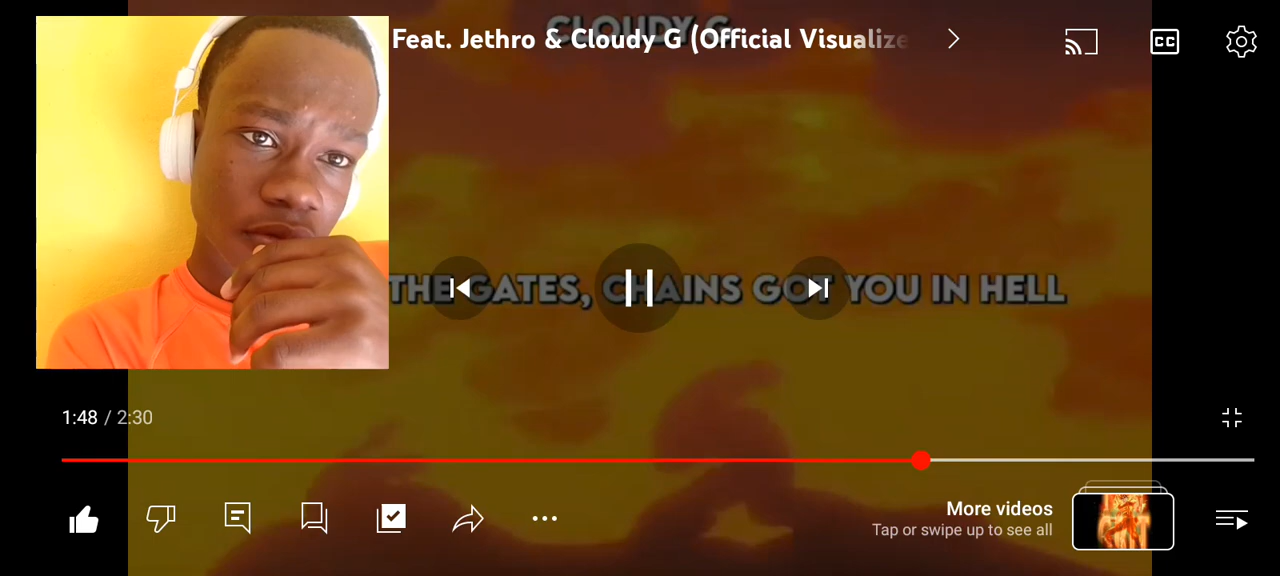 CLOUDY G
Feat. Jethro & Cloudy G (Official Visualize
CC
THE GATES, CHAINS GOT YOU IN HELL
1:48 / 2:30
More videos
Tap or swipe up to see all